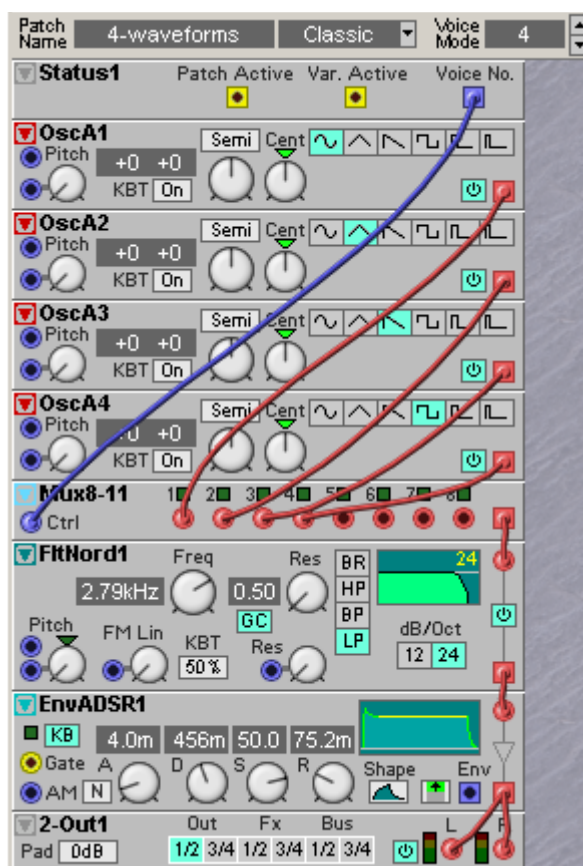 Patch Name 4-waveforms Classic Voice Mode 4
Status1 Patch Active Var. Active Voice No.
OscA1 Semi Cent
Pitch +0 +0
KBT On
OscA2 Semi Cent
Pitch +0 +0
KBT On
OscA3 Semi Cent
Pitch +0 +0
KBT On
OscA4 Semi Cent
Pitch +0 +0
KBT On
Mux8-11 1 2 3 4 5 6 7 8
Ctrl
FltNord1 Freq Res BR 24
2.79kHz 0.50 HP
GC BP
Pitch FM Lin KBT Res LP dB/Oct
50% 12 24
EnvADSR1
KB 4.0m 456m 50.0 75.2m
Gate A D S R Shape Env
AM N
2-Out1 Out Fx Bus L R
Pad 0dB 1/2 3/4 1/2 3/4 1/2 3/4